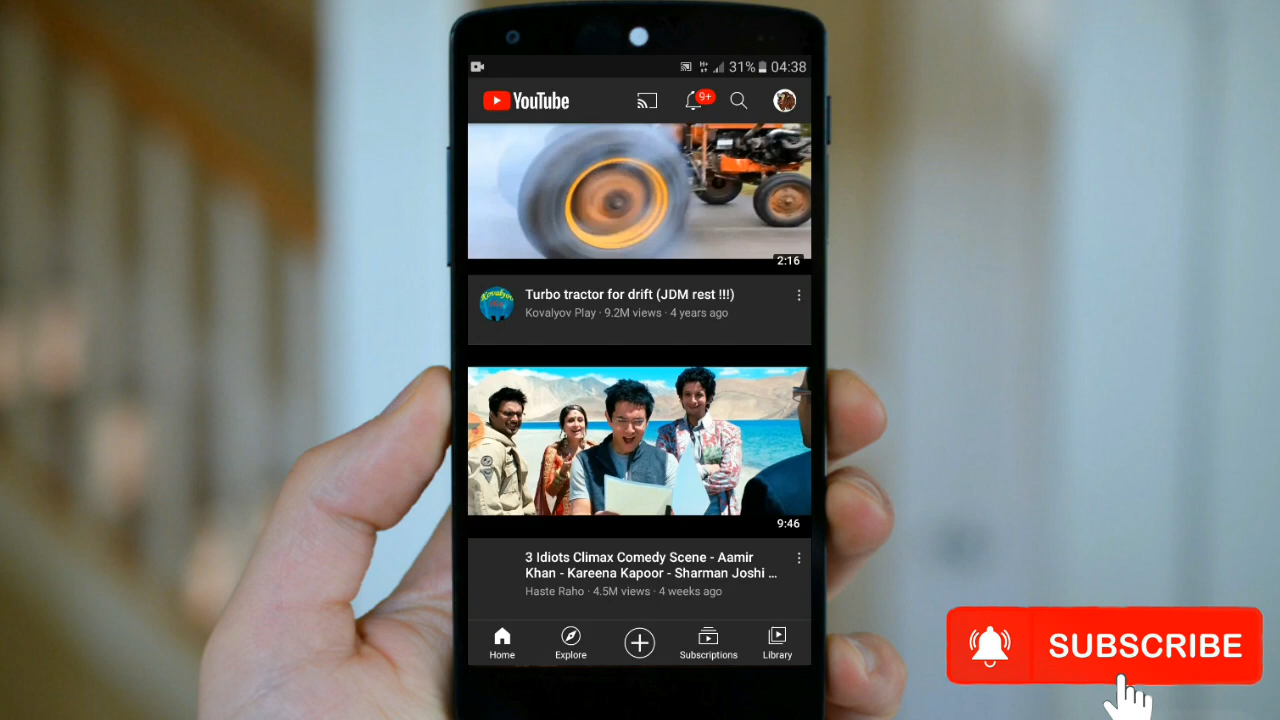 31% 04:38
YouTube
9+
2:16
Turbo tractor for drift (JDM rest !!!)
Kovalyov Play · 9.2M views · 4 years ago
9:46
3 Idiots Climax Comedy Scene - Aamir
Khan - Kareena Kapoor - Sharman Joshi ...
Haste Raho · 4.5M views · 4 weeks ago
Home Explore Subscriptions Library
SUBSCRIBE